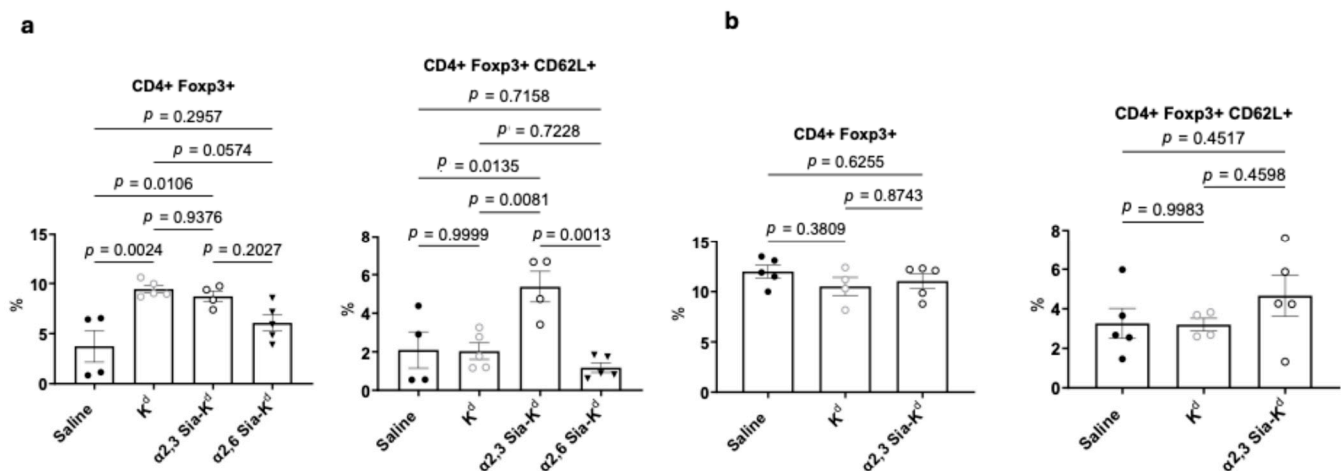 a
CD4+ Foxp3+
p = 0.2957
p = 0.0574
p = 0.0106
p = 0.9376
p = 0.0024
p = 0.2027
15
10
5
0
%
Saline
Kd
α2,3 Sia-Kd
α2,6 Sia-Kd
CD4+ Foxp3+ CD62L+
p = 0.7158
p = 0.7228
p = 0.0135
p = 0.0081
p = 0.9999
p = 0.0013
8
6
4
2
0
%
Saline
Kd
α2,3 Sia-Kd
α2,6 Sia-Kd
b
CD4+ Foxp3+
p = 0.6255
p = 0.8743
p = 0.3809
15
10
5
0
%
Saline
Kd
α2,3 Sia-Kd
CD4+ Foxp3+ CD62L+
p = 0.4517
p = 0.4598
p = 0.9983
8
6
4
2
0
%
Saline
Kd
α2,3 Sia-Kd